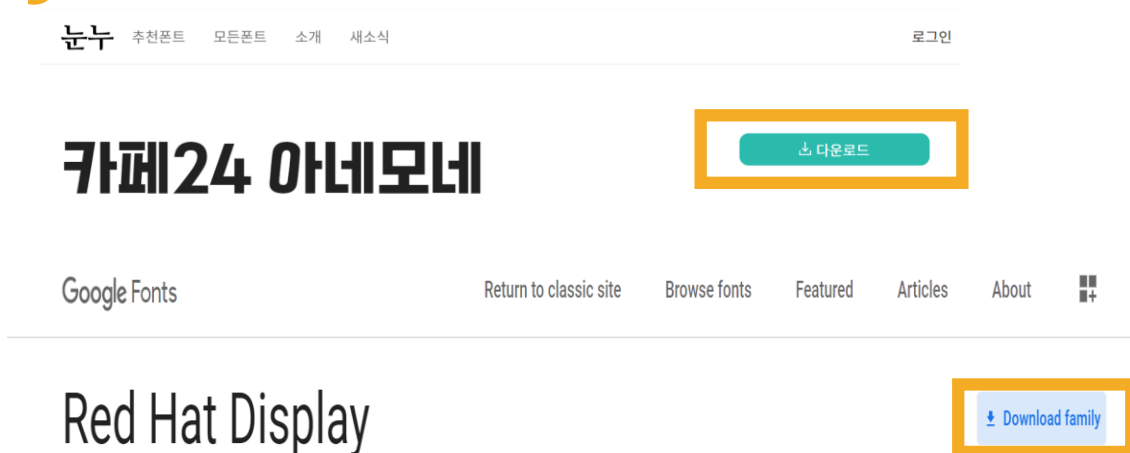 눈누 추천폰트 모든폰트 소개 새소식 로그인
카페24 아네모네 다운로드
Google Fonts Return to classic site Browse fonts Featured Articles About
Red Hat Display Download family